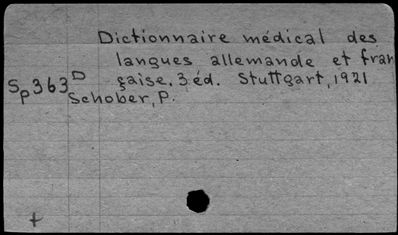 Dictionnaire médical des
langues allemande et fran
Sp363D çaise. 3.éd. Stuttgart, 1921
Schober, P.
+